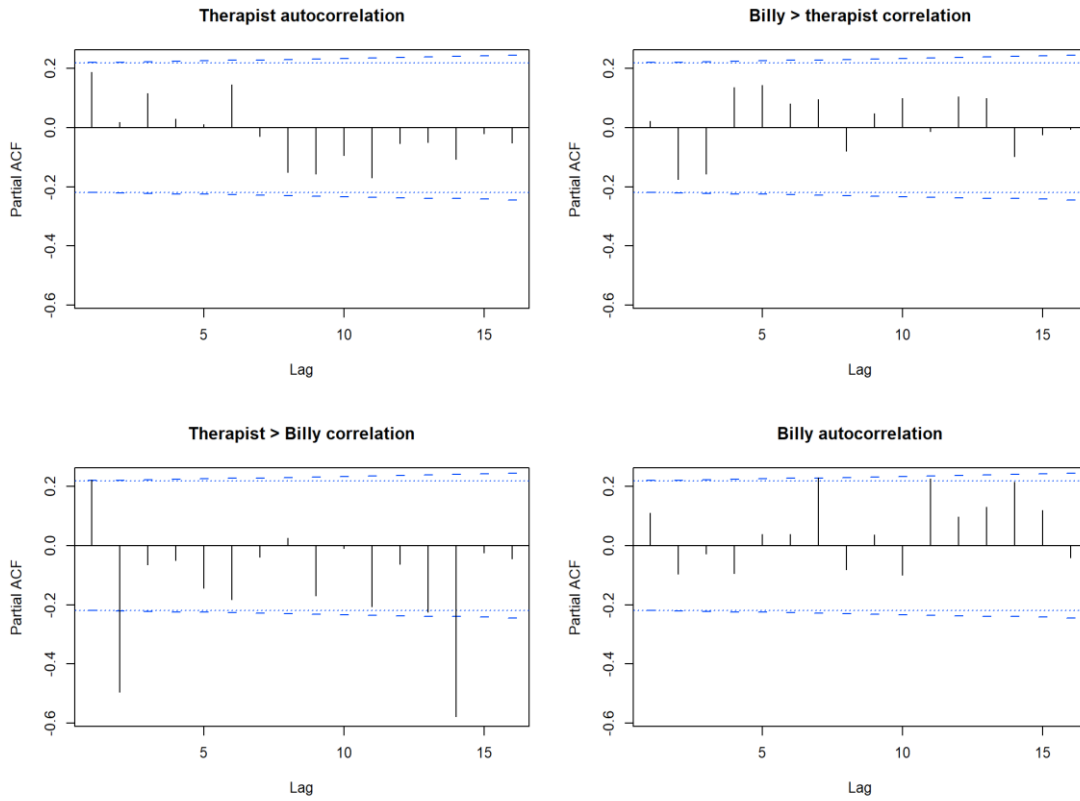 Therapist autocorrelation
Partial ACF
0.2
0.0
-0.2
-0.4
-0.6
5
10
15
Lag
Billy > therapist correlation
Partial ACF
0.2
0.0
-0.2
-0.4
-0.6
5
10
15
Lag
Therapist > Billy correlation
Partial ACF
0.2
0.0
-0.2
-0.4
-0.6
5
10
15
Lag
Billy autocorrelation
Partial ACF
0.2
0.0
-0.2
-0.4
-0.6
5
10
15
Lag